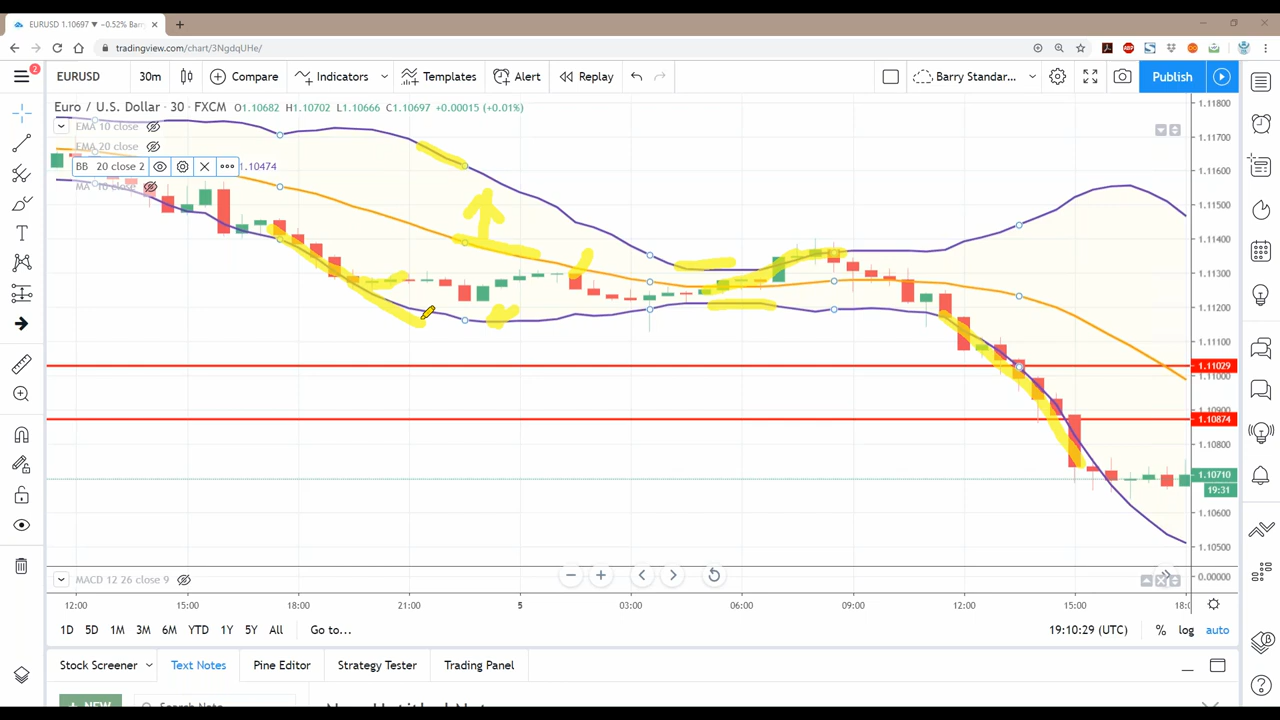 EURUSD 1.10697 ▼ −0.52% Bar
tradingview.com/chart/3NgdqUHe/
2
EURUSD 30m Compare Indicators Templates Alert Replay Barry Standar... Publish
Euro / U.S. Dollar · 30 · FXCM O1.10682 H1.10702 L1.10666 C1.10697 +0.00015 (+0.01%)
EMA 10 close
EMA 20 close
BB 20 close 2 1.10474
MA 10 close
1.11800
1.11700
1.11600
1.11500
1.11400
1.11300
1.11200
1.11100
1.11029
1.11000
1.10900
1.10874
1.10800
1.10710
19:31
1.10600
1.10500
MACD 12 26 close 9
0.00000
12:00 15:00 18:00 21:00 5 03:00 06:00 09:00 12:00 15:00 18:
1D 5D 1M 3M 6M YTD 1Y 5Y All Go to... 19:10:29 (UTC) % log auto
Stock Screener Text Notes Pine Editor Strategy Tester Trading Panel
+ NEW Search Note